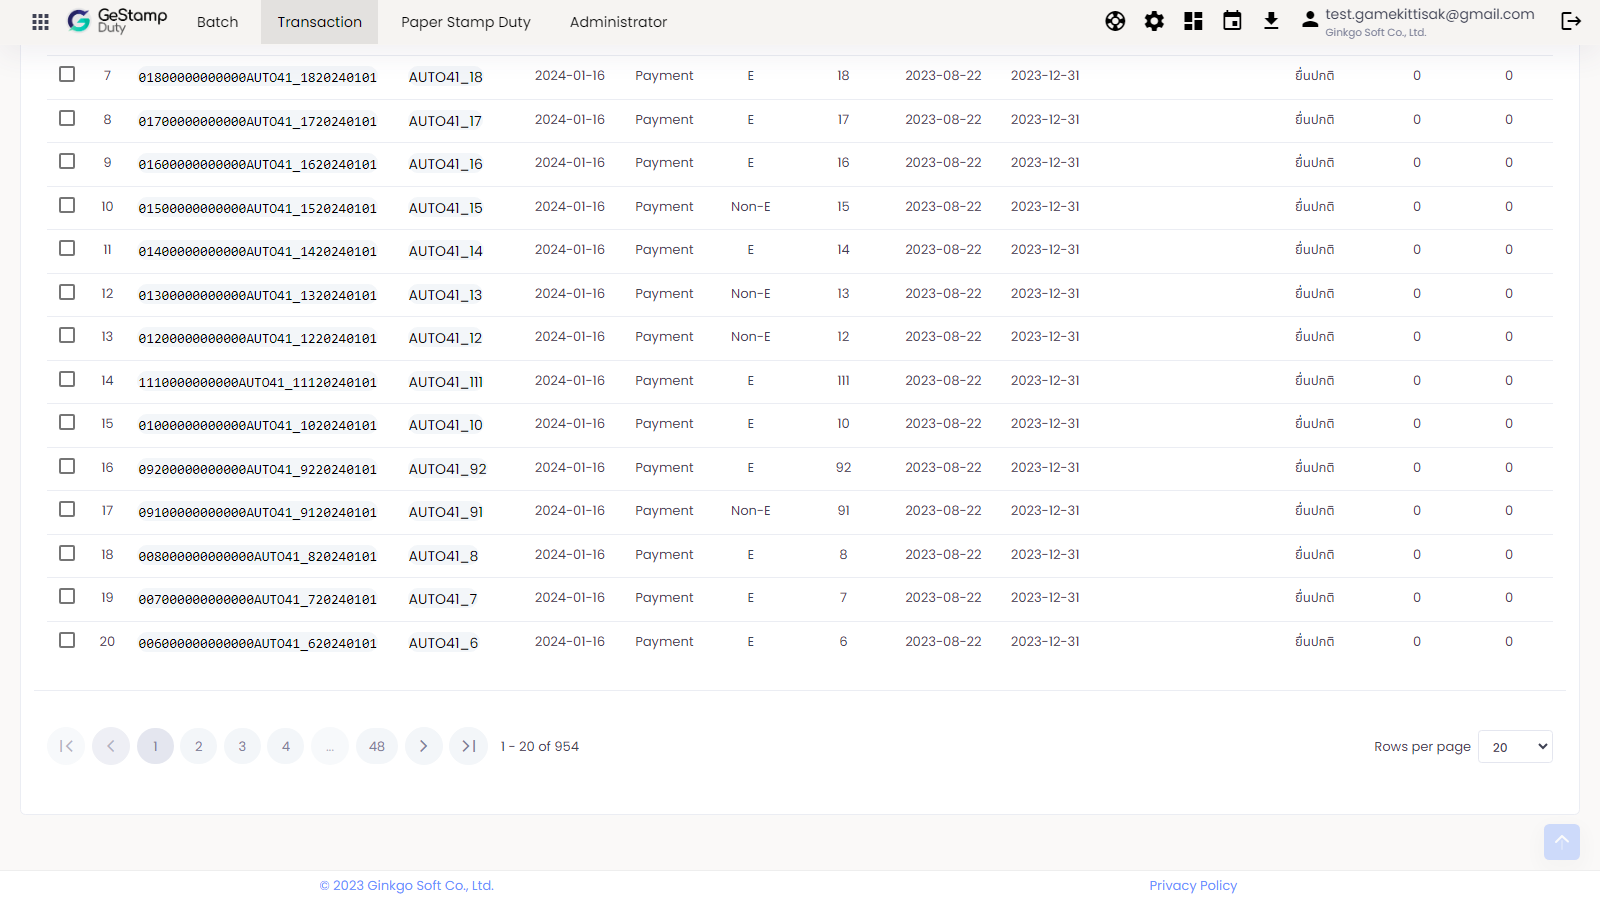 GeStamp Duty Batch Transaction Paper Stamp Duty Administrator test.gamekittisak@gmail.com
Ginkgo Soft Co., Ltd.
7 01800000000000AUTO41_1820240101 AUTO41_18 2024-01-16 Payment E 18 2023-08-22 2023-12-31 ยื่นปกติ 0 0
8 01700000000000AUTO41_1720240101 AUTO41_17 2024-01-16 Payment E 17 2023-08-22 2023-12-31 ยื่นปกติ 0 0
9 01600000000000AUTO41_1620240101 AUTO41_16 2024-01-16 Payment E 16 2023-08-22 2023-12-31 ยื่นปกติ 0 0
10 01500000000000AUTO41_1520240101 AUTO41_15 2024-01-16 Payment Non-E 15 2023-08-22 2023-12-31 ยื่นปกติ 0 0
11 01400000000000AUTO41_1420240101 AUTO41_14 2024-01-16 Payment E 14 2023-08-22 2023-12-31 ยื่นปกติ 0 0
12 01300000000000AUTO41_1320240101 AUTO41_13 2024-01-16 Payment Non-E 13 2023-08-22 2023-12-31 ยื่นปกติ 0 0
13 01200000000000AUTO41_1220240101 AUTO41_12 2024-01-16 Payment Non-E 12 2023-08-22 2023-12-31 ยื่นปกติ 0 0
14 1110000000000AUTO41_11120240101 AUTO41_111 2024-01-16 Payment E 111 2023-08-22 2023-12-31 ยื่นปกติ 0 0
15 01000000000000AUTO41_1020240101 AUTO41_10 2024-01-16 Payment E 10 2023-08-22 2023-12-31 ยื่นปกติ 0 0
16 09200000000000AUTO41_9220240101 AUTO41_92 2024-01-16 Payment E 92 2023-08-22 2023-12-31 ยื่นปกติ 0 0
17 09100000000000AUTO41_9120240101 AUTO41_91 2024-01-16 Payment Non-E 91 2023-08-22 2023-12-31 ยื่นปกติ 0 0
18 008000000000000AUTO41_820240101 AUTO41_8 2024-01-16 Payment E 8 2023-08-22 2023-12-31 ยื่นปกติ 0 0
19 007000000000000AUTO41_720240101 AUTO41_7 2024-01-16 Payment E 7 2023-08-22 2023-12-31 ยื่นปกติ 0 0
20 006000000000000AUTO41_620240101 AUTO41_6 2024-01-16 Payment E 6 2023-08-22 2023-12-31 ยื่นปกติ 0 0
1 2 3 4 ... 48 1 - 20 of 954 Rows per page 20
© 2023 Ginkgo Soft Co., Ltd. Privacy Policy